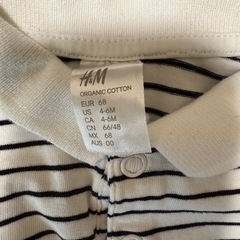 H&M
ORGANIC COTTON
EUR 68
US 4-6M
CA 4-6M
CN 66/48
MX 68
AUS 00